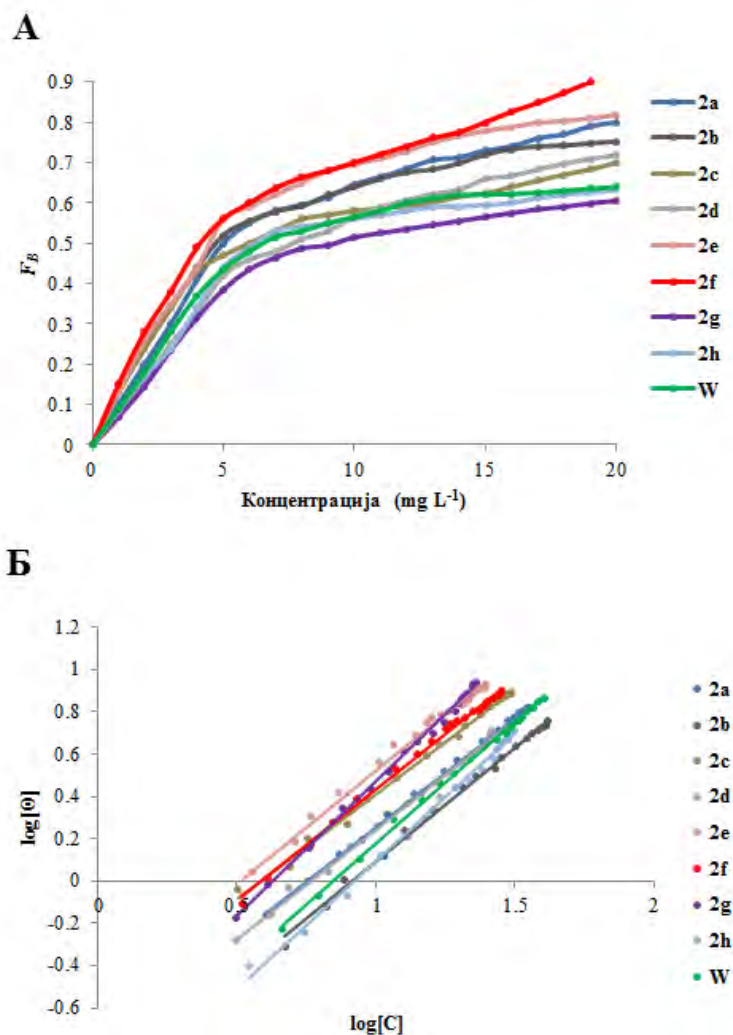 А
0.9
0.8
0.7
0.6
0.5
0.4
0.3
0.2
0.1
0
F_B
0 5 10 15 20
Концентрација (mg L⁻¹)
2a
2b
2c
2d
2e
2f
2g
2h
W
Б
1.2
1
0.8
0.6
0.4
0.2
0
-0.2
-0.4
-0.6
log[Θ]
0 0.5 1 1.5 2
log[C]
2a
2b
2c
2d
2e
2f
2g
2h
W